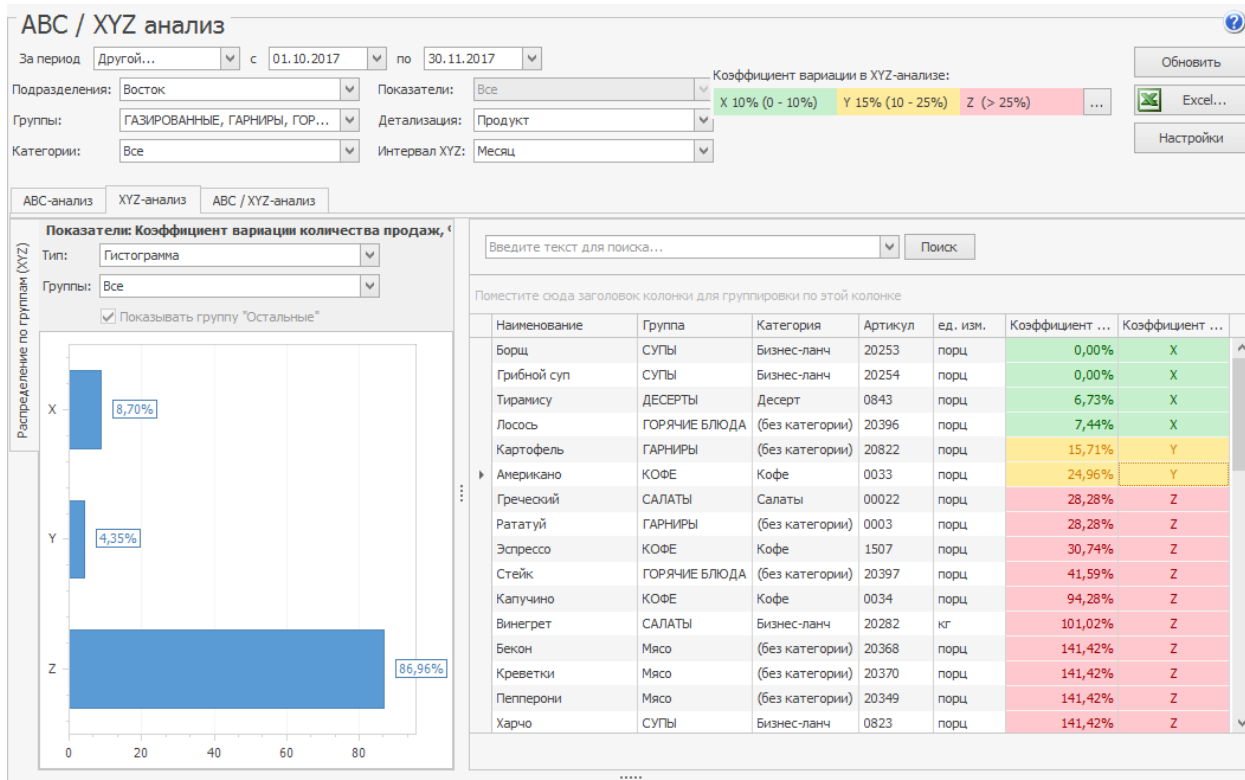 ABC / XYZ анализ
За период Другой... с 01.10.2017 по 30.11.2017
Обновить
Подразделения: Восток Показатели: Все
Коэффициент вариации в XYZ-анализе:
X 10% (0 - 10%) Y 15% (10 - 25%) Z (> 25%) ...
Excel...
Группы: ГАЗИРОВАННЫЕ, ГАРНИРЫ, ГОР... Детализация: Продукт
Настройки
Категории: Все Интервал XYZ: Месяц
ABC-анализ XYZ-анализ ABC / XYZ-анализ
Распределение по группам (XYZ)
Показатели: Коэффициент вариации количества продаж,
Тип: Гистограмма
Группы: Все
Показывать группу "Остальные"
X 8,70%
Y 4,35%
Z 86,96%
0 20 40 60 80
Введите текст для поиска... Поиск
Поместите сюда заголовок колонки для группировки по этой колонке
Наименование Группа Категория Артикул ед. изм. Коэффициент ... Коэффициент ...
Борщ СУПЫ Бизнес-ланч 20253 порц 0,00% X
Грибной суп СУПЫ Бизнес-ланч 20254 порц 0,00% X
Тирамису ДЕСЕРТЫ Десерт 0843 порц 6,73% X
Лосось ГОРЯЧИЕ БЛЮДА (без категории) 20396 порц 7,44% X
Картофель ГАРНИРЫ (без категории) 20822 порц 15,71% Y
Американо КОФЕ Кофе 0033 порц 24,96% Y
Греческий САЛАТЫ Салаты 00022 порц 28,28% Z
Рататуй ГАРНИРЫ (без категории) 0003 порц 28,28% Z
Эспрессо КОФЕ Кофе 1507 порц 30,74% Z
Стейк ГОРЯЧИЕ БЛЮДА (без категории) 20397 порц 41,59% Z
Капучино КОФЕ Кофе 0034 порц 94,28% Z
Винегрет САЛАТЫ Бизнес-ланч 20282 кг 101,02% Z
Бекон Мясо (без категории) 20368 порц 141,42% Z
Креветки Мясо (без категории) 20370 порц 141,42% Z
Пепперони Мясо (без категории) 20349 порц 141,42% Z
Харчо СУПЫ Бизнес-ланч 0823 порц 141,42% Z